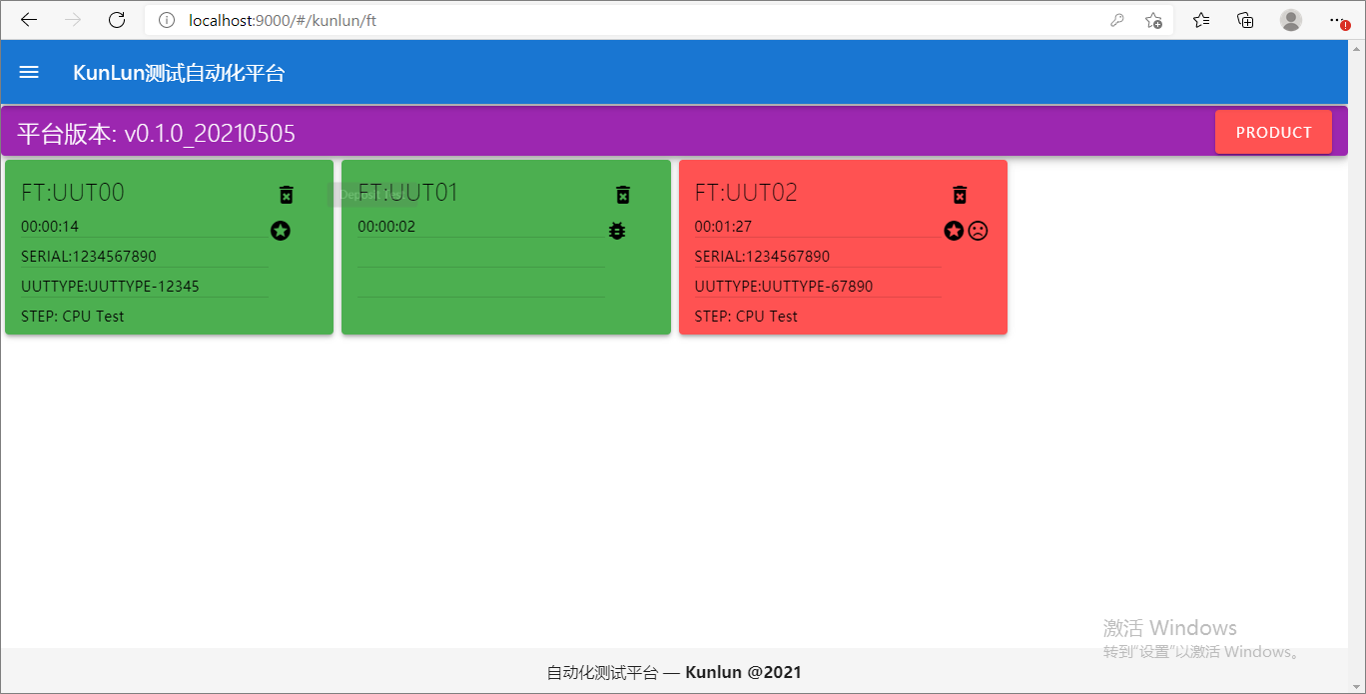 localhost:9000/#/kunlun/ft
KunLun测试自动化平台
平台版本: v0.1.0_20210505
PRODUCT
FT:UUT00
00:00:14
SERIAL:1234567890
UUTTYPE:UUTTYPE-12345
STEP: CPU Test
FT:UUT01
00:00:02
FT:UUT02
00:01:27
SERIAL:1234567890
UUTTYPE:UUTTYPE-67890
STEP: CPU Test
激活 Windows
转到"设置"以激活 Windows。
自动化测试平台 — Kunlun @2021